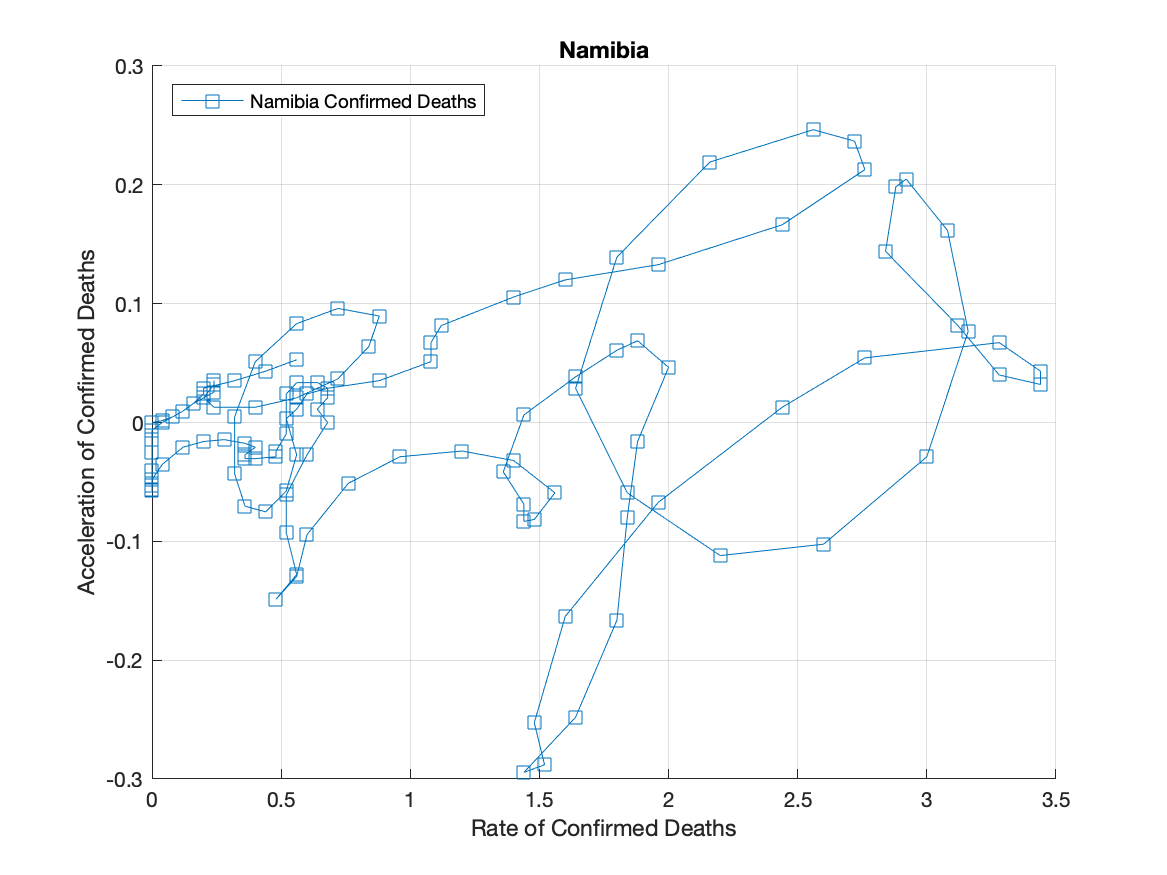 Namibia
Namibia Confirmed Deaths
0.3
0.2
0.1
0
-0.1
-0.2
-0.3
Acceleration of Confirmed Deaths
0 0.5 1 1.5 2 2.5 3 3.5
Rate of Confirmed Deaths